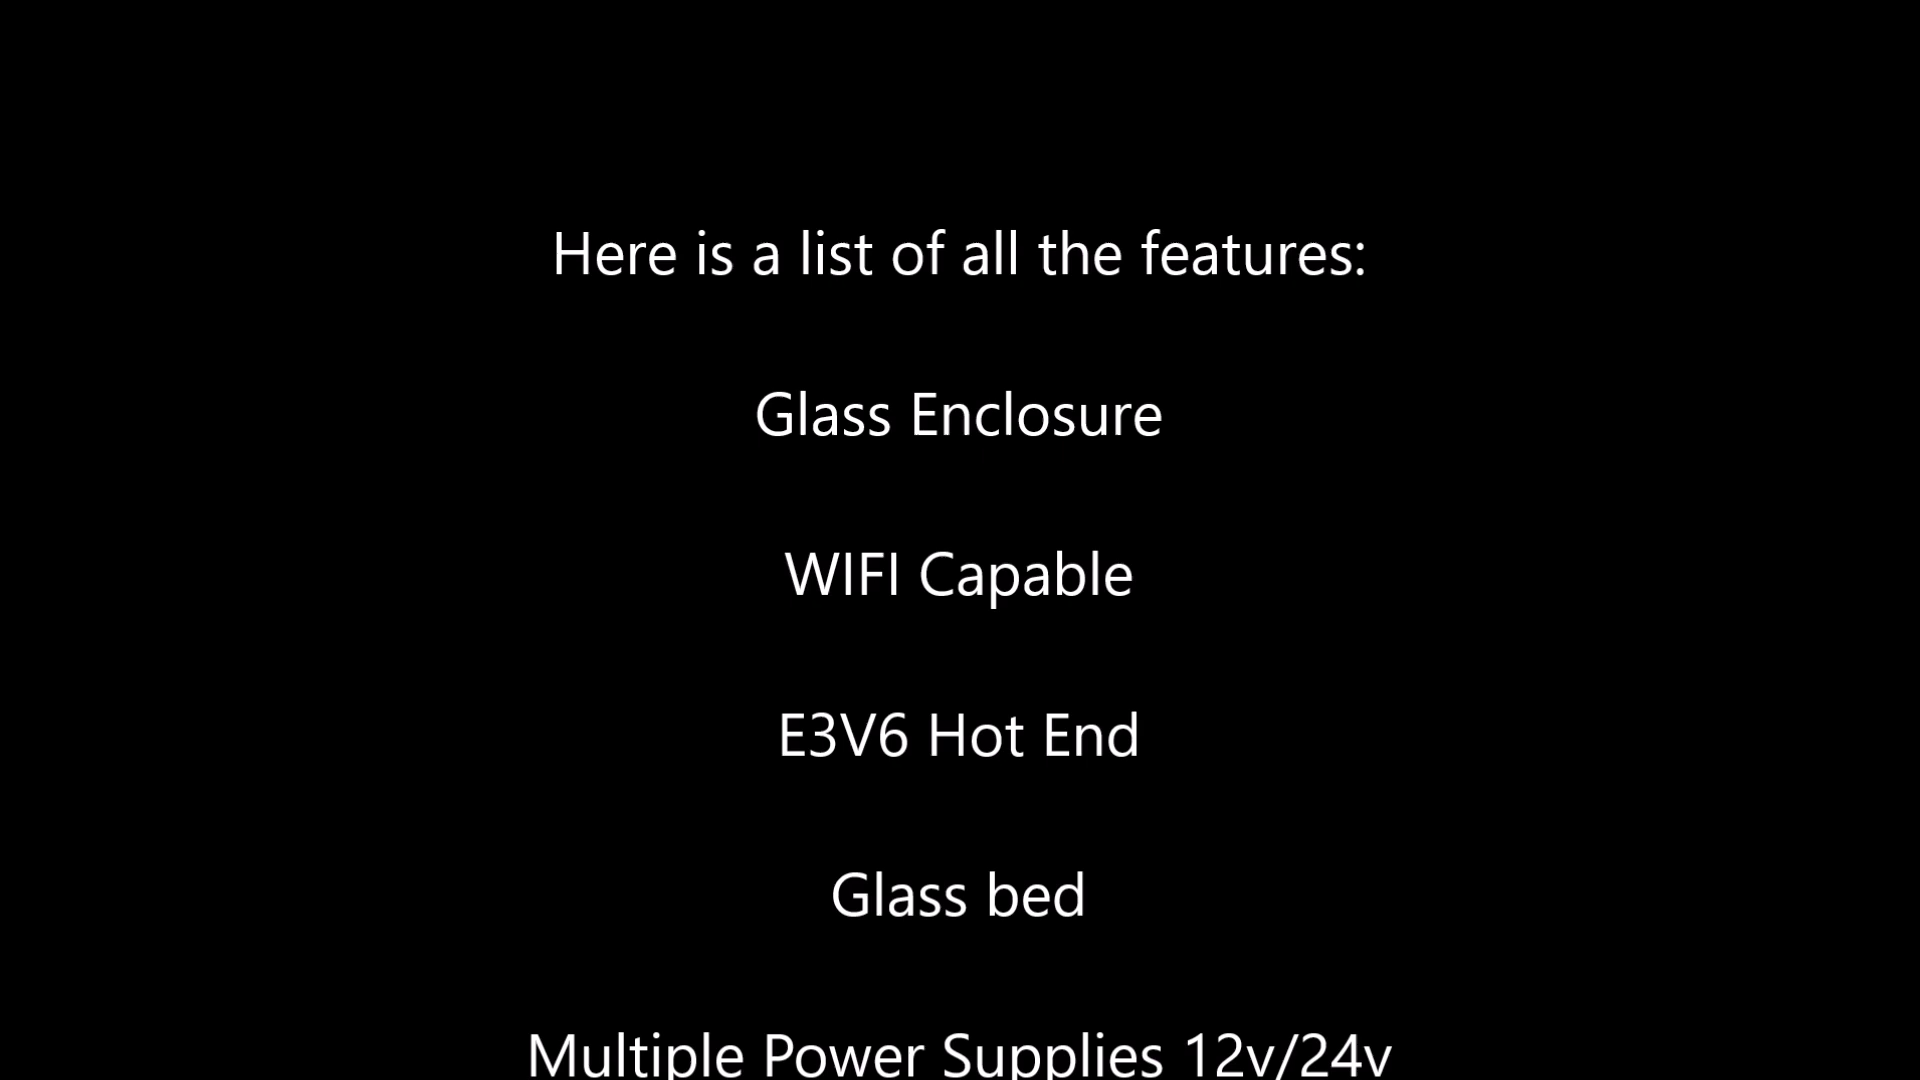 Here is a list of all the features:
Glass Enclosure
WIFI Capable
E3V6 Hot End
Glass bed
Multiple Power Supplies 12v/24v